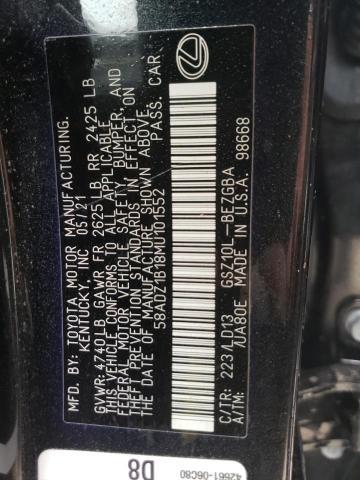 MFD. BY: TOYOTA MOTOR MANUFACTURING.
KENTUCKY INC 05/21
GVWR: 4740 LB GAWR FR 2625 LB RR 2425 LB
THIS VEHICLE CONFORMS TO ALL APPLICABLE
FEDERAL MOTOR VEHICLE SAFETY, BUMPER, AND
THEFT PREVENTION STANDARDS IN EFFECT ON
THE DATE OF MANUFACTURE SHOWN ABOVE.
58ADZ1B18MU101552 PASS. CAR
C/TR: 223/LD13 GSZ10L-BEZGBA
A/TM: /UA80E MADE IN U.S.A. 98668
D8
42661-06C80